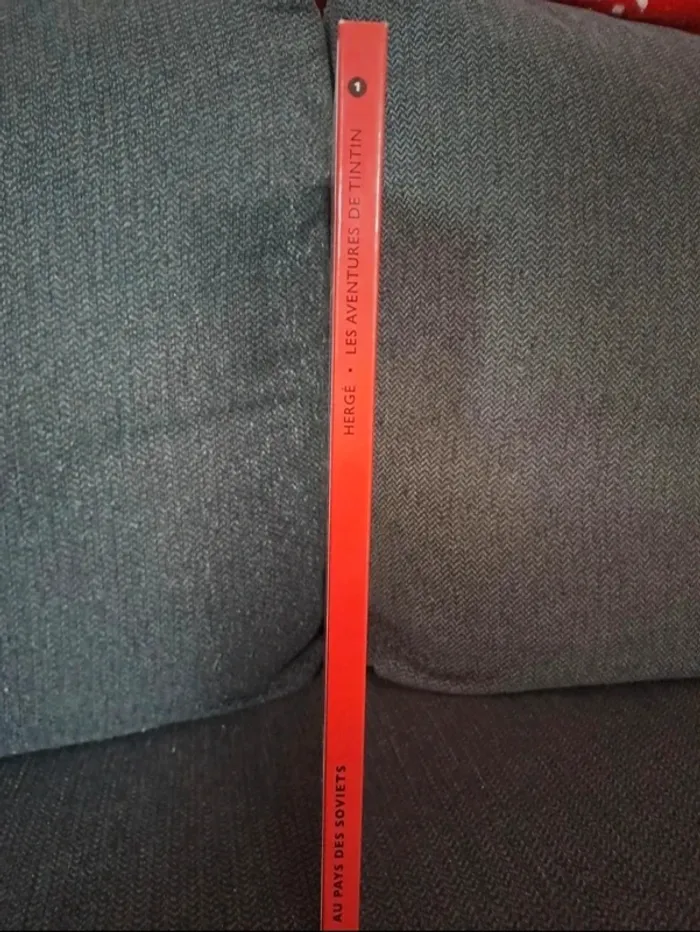 1
HERGÉ • LES AVENTURES DE TINTIN
AU PAYS DES SOVIETS